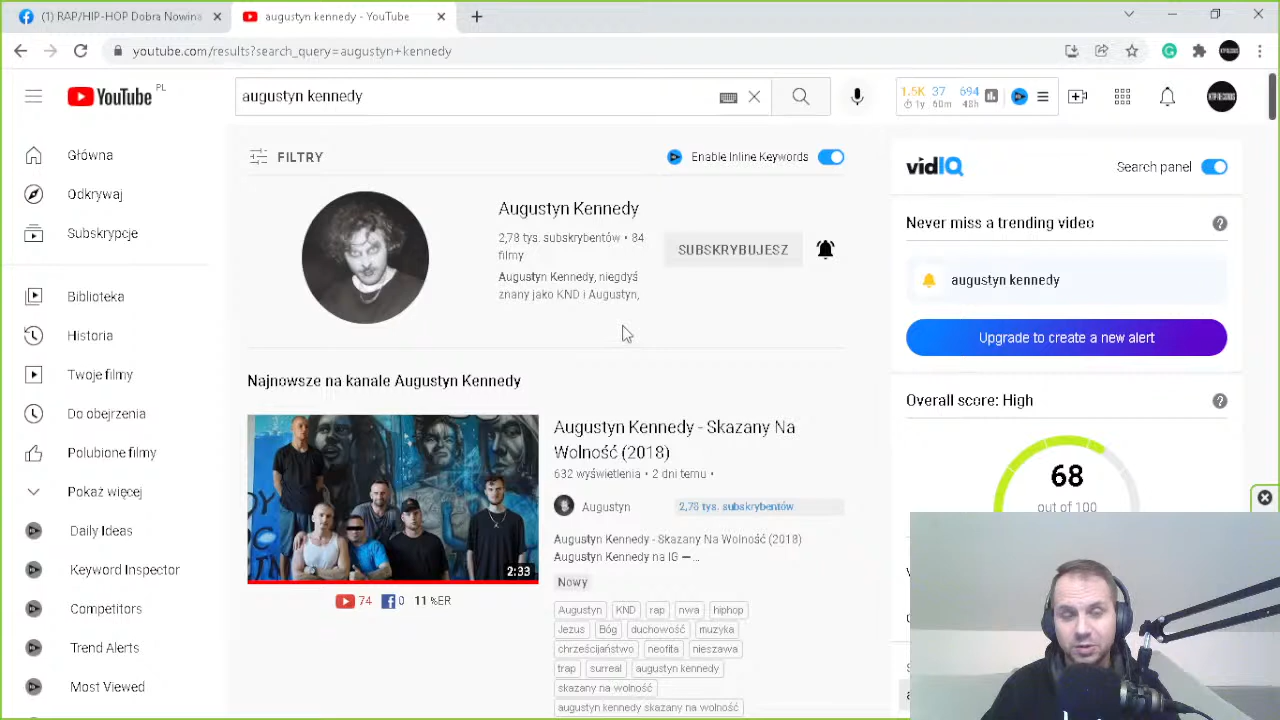 (1) RAP/HIP-HOP Dobra Nowina
augustyn kennedy - YouTube
youtube.com/results?search_query=augustyn+kennedy
YouTube PL
augustyn kennedy
1.5K 37 694
1y 60m 48h
KTP RECORDS
Główna
Odkrywaj
Subskrypcje
Biblioteka
Historia
Twoje filmy
Do obejrzenia
Polubione filmy
Pokaż więcej
Daily Ideas
Keyword Inspector
Competitors
Trend Alerts
Most Viewed
FILTRY
Enable Inline Keywords
Augustyn Kennedy
2,78 tys. subskrybentów • 84
filmy
Augustyn Kennedy, niegdyś
znany jako KND i Augustyn,
SUBSKRYBUJESZ
Najnowsze na kanale Augustyn Kennedy
2:33
74 0 11 %ER
Augustyn Kennedy - Skazany Na
Wolność (2018)
632 wyświetlenia • 2 dni temu •
Augustyn
2,78 tys. subskrybentów
Augustyn Kennedy - Skazany Na Wolność (2018)
Augustyn Kennedy na IG — ...
Nowy
Augustyn KND rap nwa hiphop
Jezus Bóg duchowość muzyka
chrześcijaństwo neofita nieszawa
trap surreal augustyn kennedy
skazany na wolność
augustyn kennedy skazany na wolność
vidIQ
Search panel
Never miss a trending video
augustyn kennedy
Upgrade to create a new alert
Overall score: High
68
out of 100